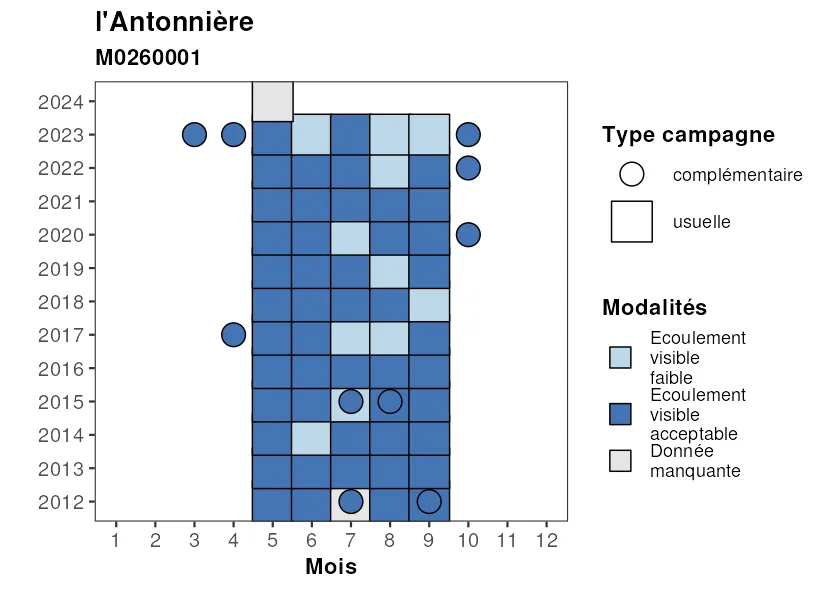 l'Antonnière
M0260001
2024
2023
2022
2021
2020
2019
2018
2017
2016
2015
2014
2013
2012
1 2 3 4 5 6 7 8 9 10 11 12
Mois
Type campagne
complémentaire
usuelle
Modalités
Ecoulement
visible
faible
Ecoulement
visible
acceptable
Donnée
manquante